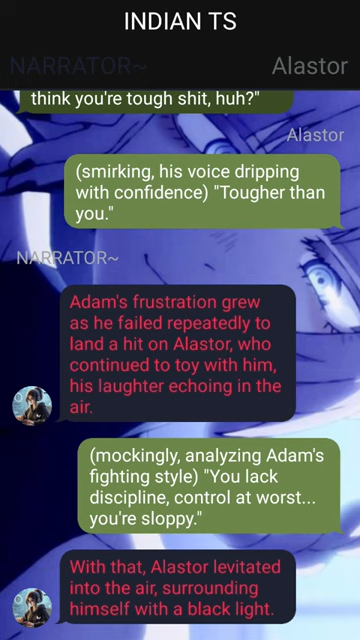 INDIAN TS
NARRATOR~
Alastor
think you're tough shit, huh?"
Alastor
(smirking, his voice dripping
with confidence) "Tougher than
you."
NARRATOR~
Adam's frustration grew
as he failed repeatedly to
land a hit on Alastor, who
continued to toy with him,
his laughter echoing in the
air.
(mockingly, analyzing Adam's
fighting style) "You lack
discipline, control at worst...
you're sloppy."
With that, Alastor levitated
into the air, surrounding
himself with a black light.